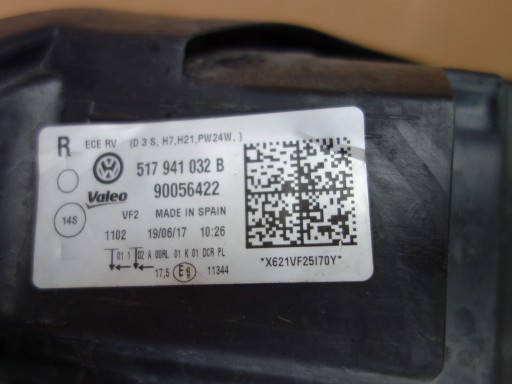 R ECE RV (D 3 S, H7,H21,PW24W, )
517 941 032 B
Valeo 90056422
14S VF2 MADE IN SPAIN
1102 19/06/17 10:26
01 1 02 A 00RL 01 K 01 DCR PL
17,5 E9 11344
*X621VF25I70Y*